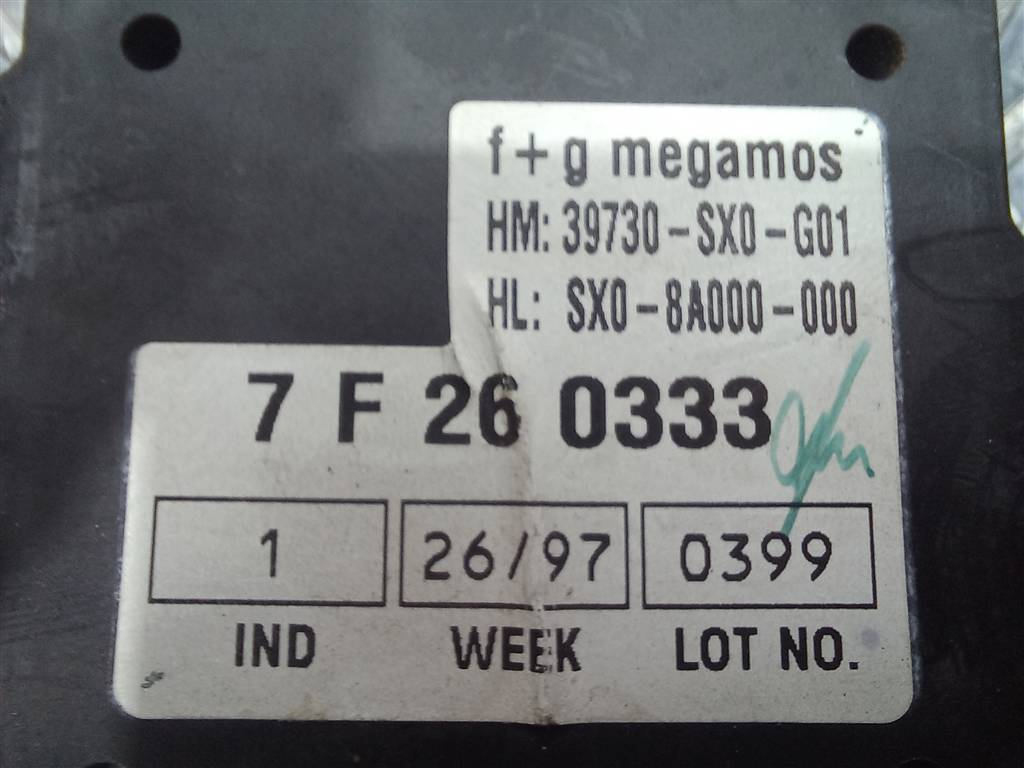 f+g megamos
HM: 39730-SX0-G01
HL: SX0-8A000-000
7 F 26 0333
1 26/97 0399
IND WEEK LOT NO.